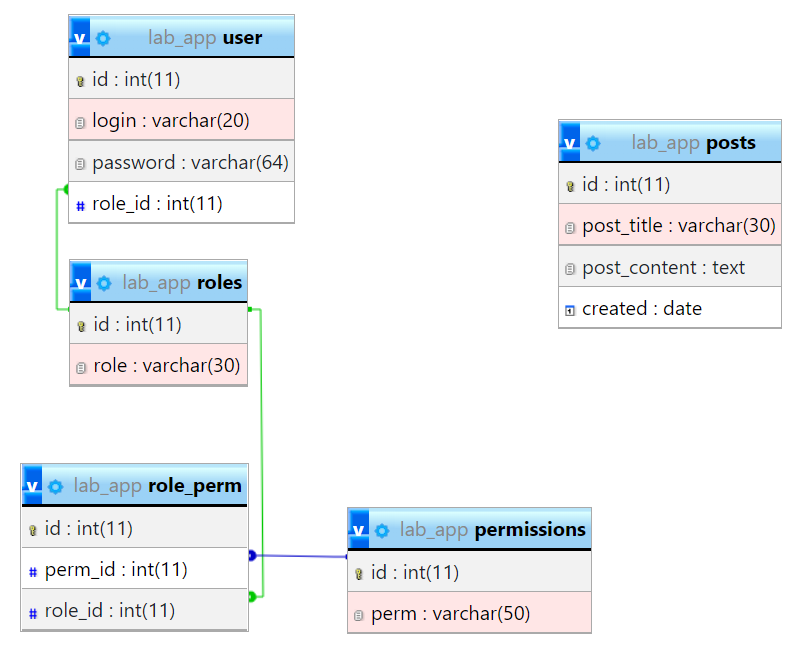 lab_app user
id : int(11)
login : varchar(20)
password : varchar(64)
# role_id : int(11)
lab_app roles
id : int(11)
role : varchar(30)
lab_app role_perm
id : int(11)
# perm_id : int(11)
# role_id : int(11)
lab_app permissions
id : int(11)
perm : varchar(50)
lab_app posts
id : int(11)
post_title : varchar(30)
post_content : text
created : date